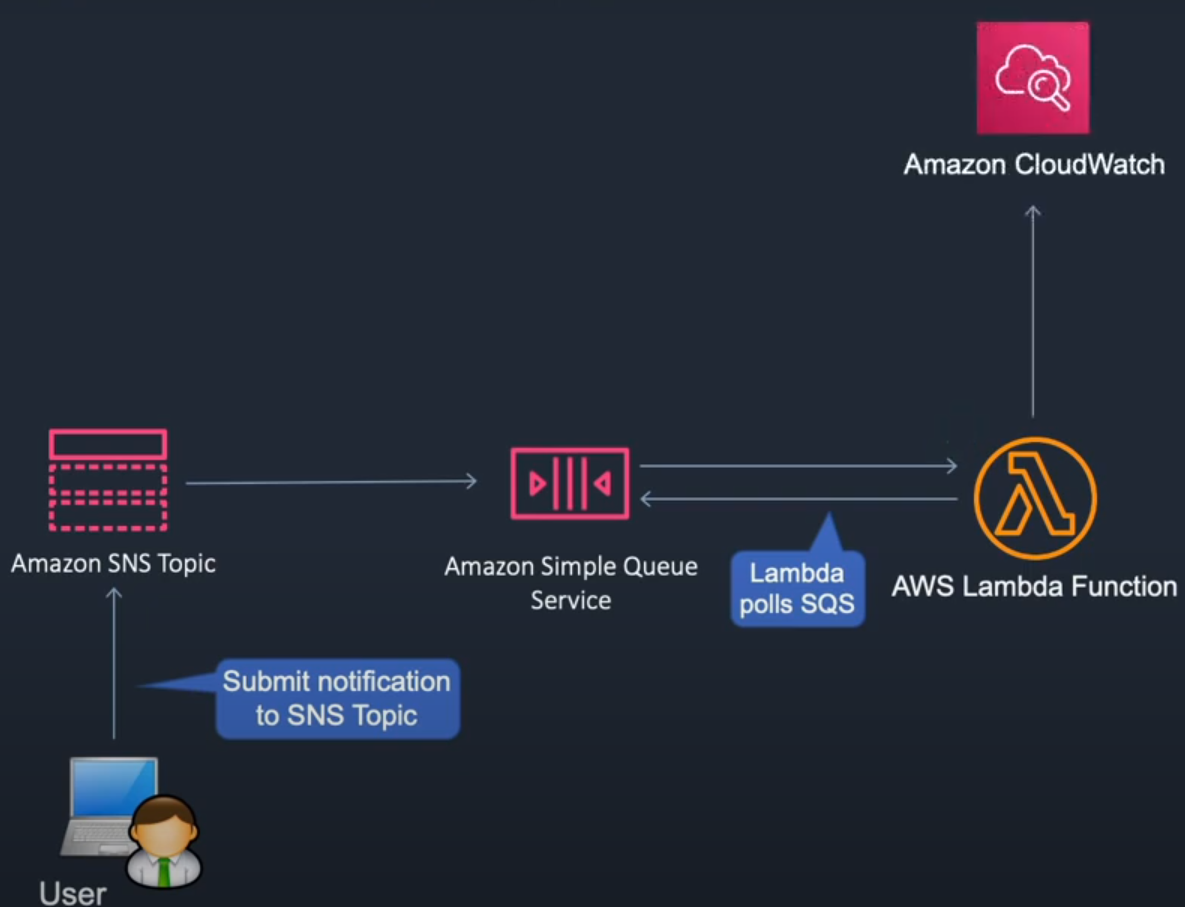 Amazon CloudWatch
Amazon SNS Topic
Amazon Simple Queue
Service
Lambda
polls SQS
AWS Lambda Function
Submit notification
to SNS Topic
User